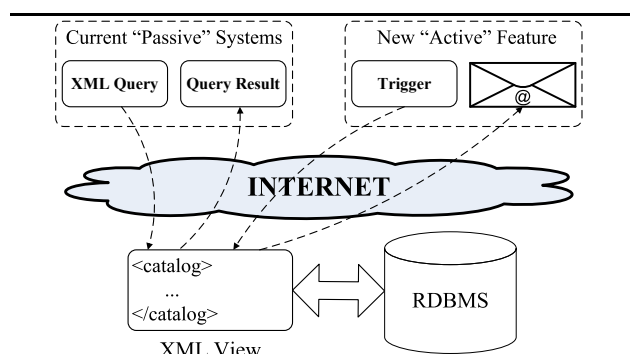 Current “Passive” Systems
New “Active” Feature
XML Query
Query Result
Trigger
@
INTERNET
<catalog>
...
</catalog>
RDBMS
XML View